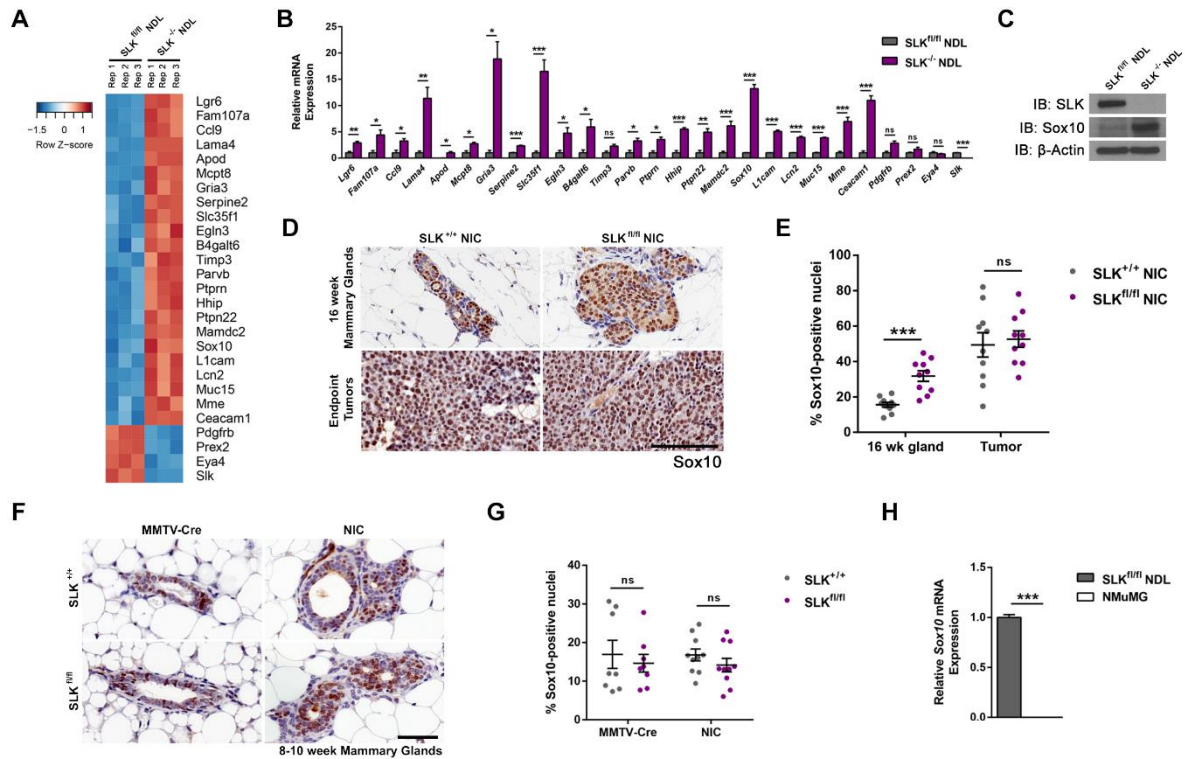 A
SLK^fl/fl NDL
SLK^-/- NDL
Rep 1
Rep 2
Rep 3
Rep 1
Rep 2
Rep 3
-1.5 0 1.5
Row Z−score
Lgr6
Fam107a
Ccl9
Lama4
Apod
Mcpt8
Gria3
Serpine2
Slc35f1
Egln3
B4galt6
Timp3
Parvb
Ptprn
Hhip
Ptpn22
Mamdc2
Sox10
L1cam
Lcn2
Muc15
Mme
Ceacam1
Pdgfrb
Prex2
Eya4
Slk
B
Relative mRNA
Expression
25
20
15
10
5
0
** * * ** * * * *** *** * * ns * * *** ** *** *** *** *** *** *** *** ns ns ns ***
SLK^fl/fl NDL
SLK^-/- NDL
Lgr6 Fam107a Ccl9 Lama4 Apod Mcpt8 Gria3 Serpine2 Slc35f1 Egln3 B4galt6 Timp3 Parvb Ptprn Hhip Ptpn22 Mamdc2 Sox10 L1cam Lcn2 Muc15 Mme Ceacam1 Pdgfrb Prex2 Eya4 Slk
C
SLK^fl/fl NDL
SLK^-/- NDL
IB: SLK
IB: Sox10
IB: β-Actin
D
SLK^+/+ NIC
SLK^fl/fl NIC
16 week
Mammary Glands
Endpoint
Tumors
Sox10
E
% Sox10-positive nuclei
100
80
60
40
20
0
***
ns
16 wk gland
Tumor
SLK^+/+ NIC
SLK^fl/fl NIC
F
MMTV-Cre
NIC
SLK^+/+
SLK^fl/fl
8-10 week Mammary Glands
G
% Sox10-positive nuclei
40
30
20
10
0
ns
ns
MMTV-Cre
NIC
SLK^+/+
SLK^fl/fl
H
Relative Sox10 mRNA
Expression
1.5
1.0
0.5
0.0
***
SLK^fl/fl NDL
NMuMG